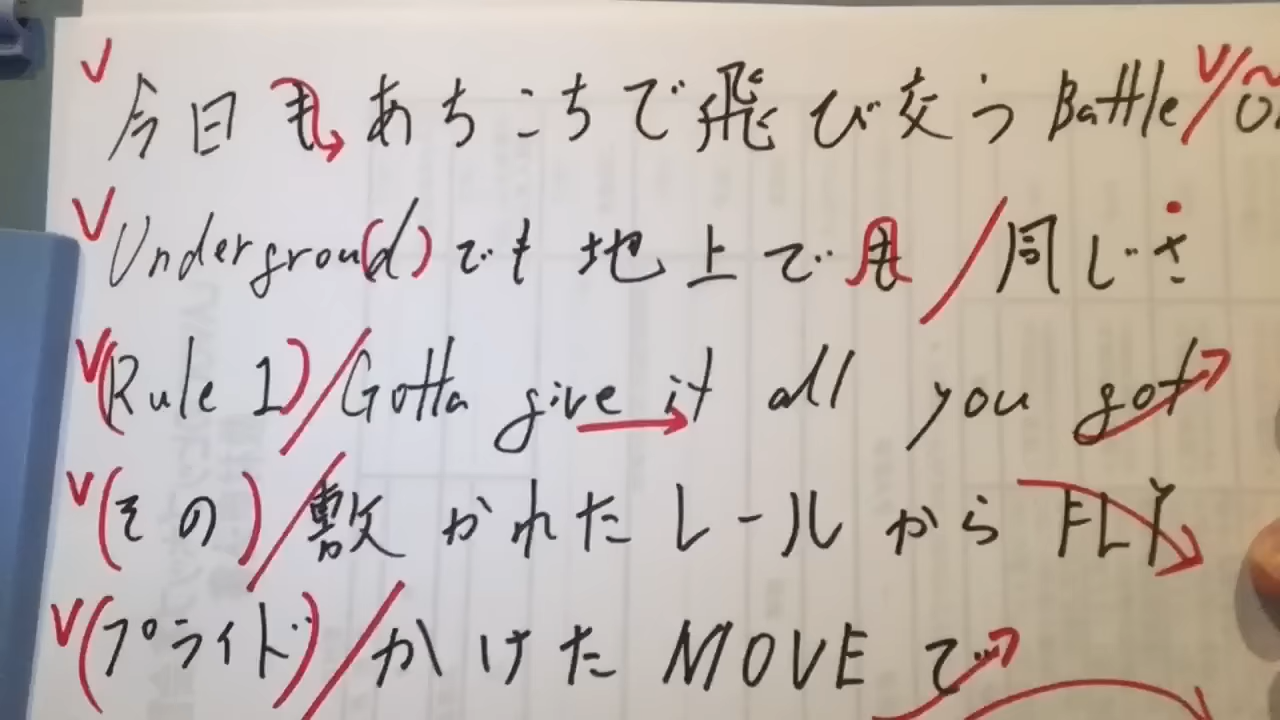 今日もあちこちで飛び交うBattle
Undergroudでも地上でも同じさ
(Rule 1) Gotta give it all you got
(その)敷かれたレールからFLY
(プライド)かけたMOVEで